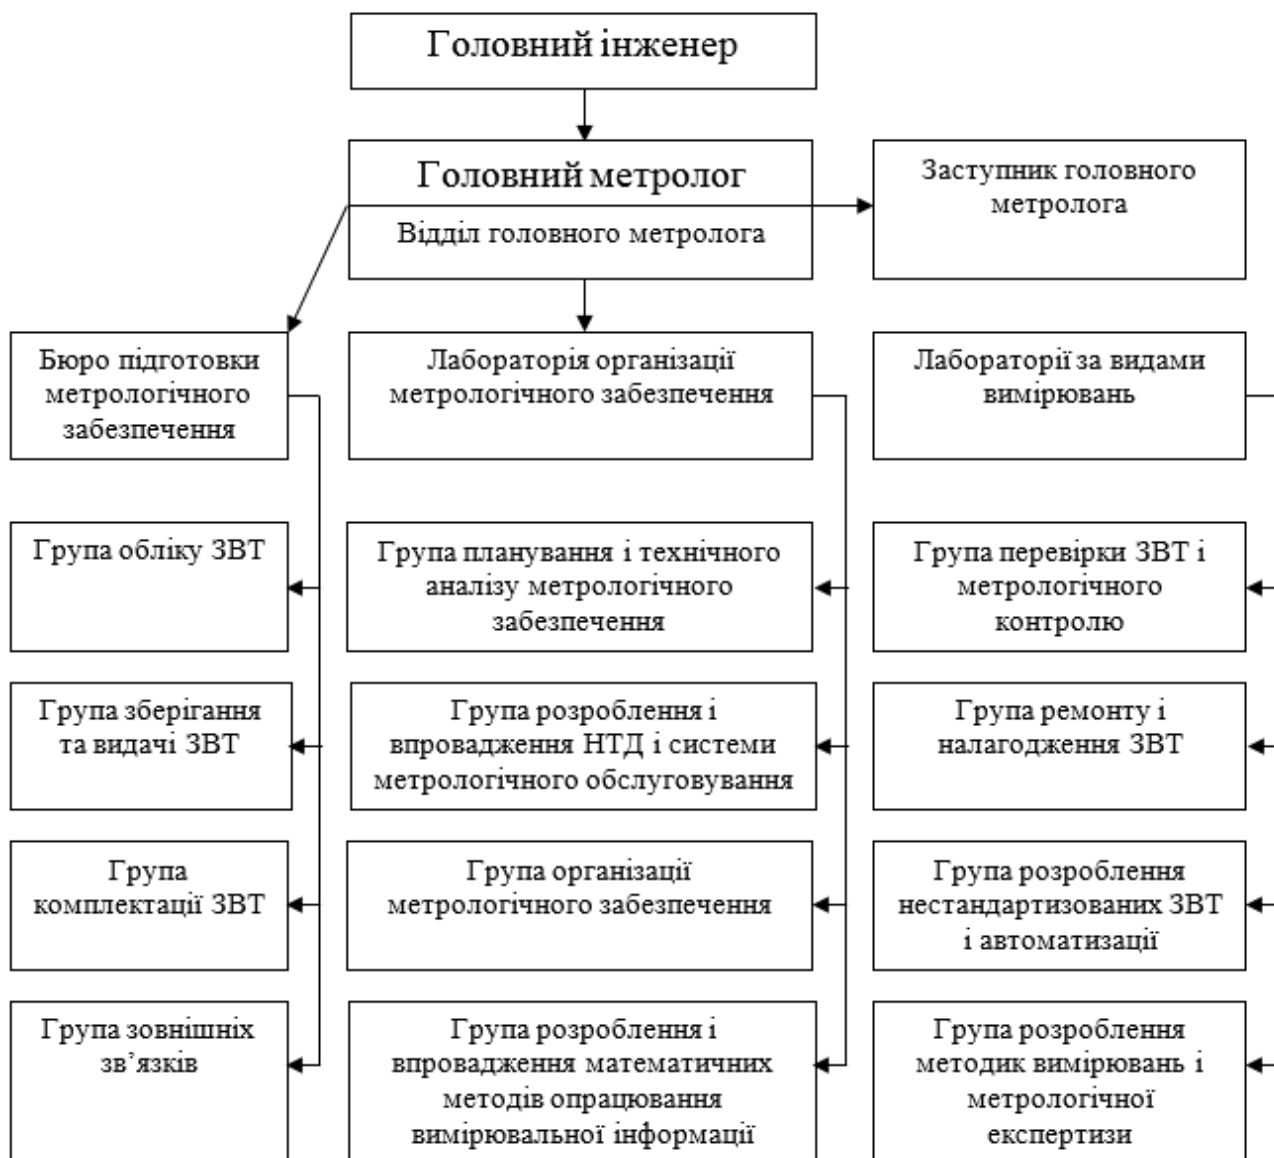 Головний інженер
Головний метролог
Відділ головного метролога
Заступник головного
метролога
Бюро підготовки
метрологічного
забезпечення
Лабораторія організації
метрологічного забезпечення
Лабораторії за видами
вимірювань
Група обліку ЗВТ
Група планування і технічного
аналізу метрологічного
забезпечення
Група перевірки ЗВТ і
метрологічного
контролю
Група зберігання
та видачі ЗВТ
Група розроблення і
впровадження НТД і системи
метрологічного обслуговування
Група ремонту і
налагодження ЗВТ
Група
комплектації ЗВТ
Група організації
метрологічного забезпечення
Група розроблення
нестандартизованих ЗВТ
і автоматизації
Група зовнішніх
зв’язків
Група розроблення і
впровадження математичних
методів опрацювання
вимірювальної інформації
Група розроблення
методик вимірювань і
метрологічної
експертизи